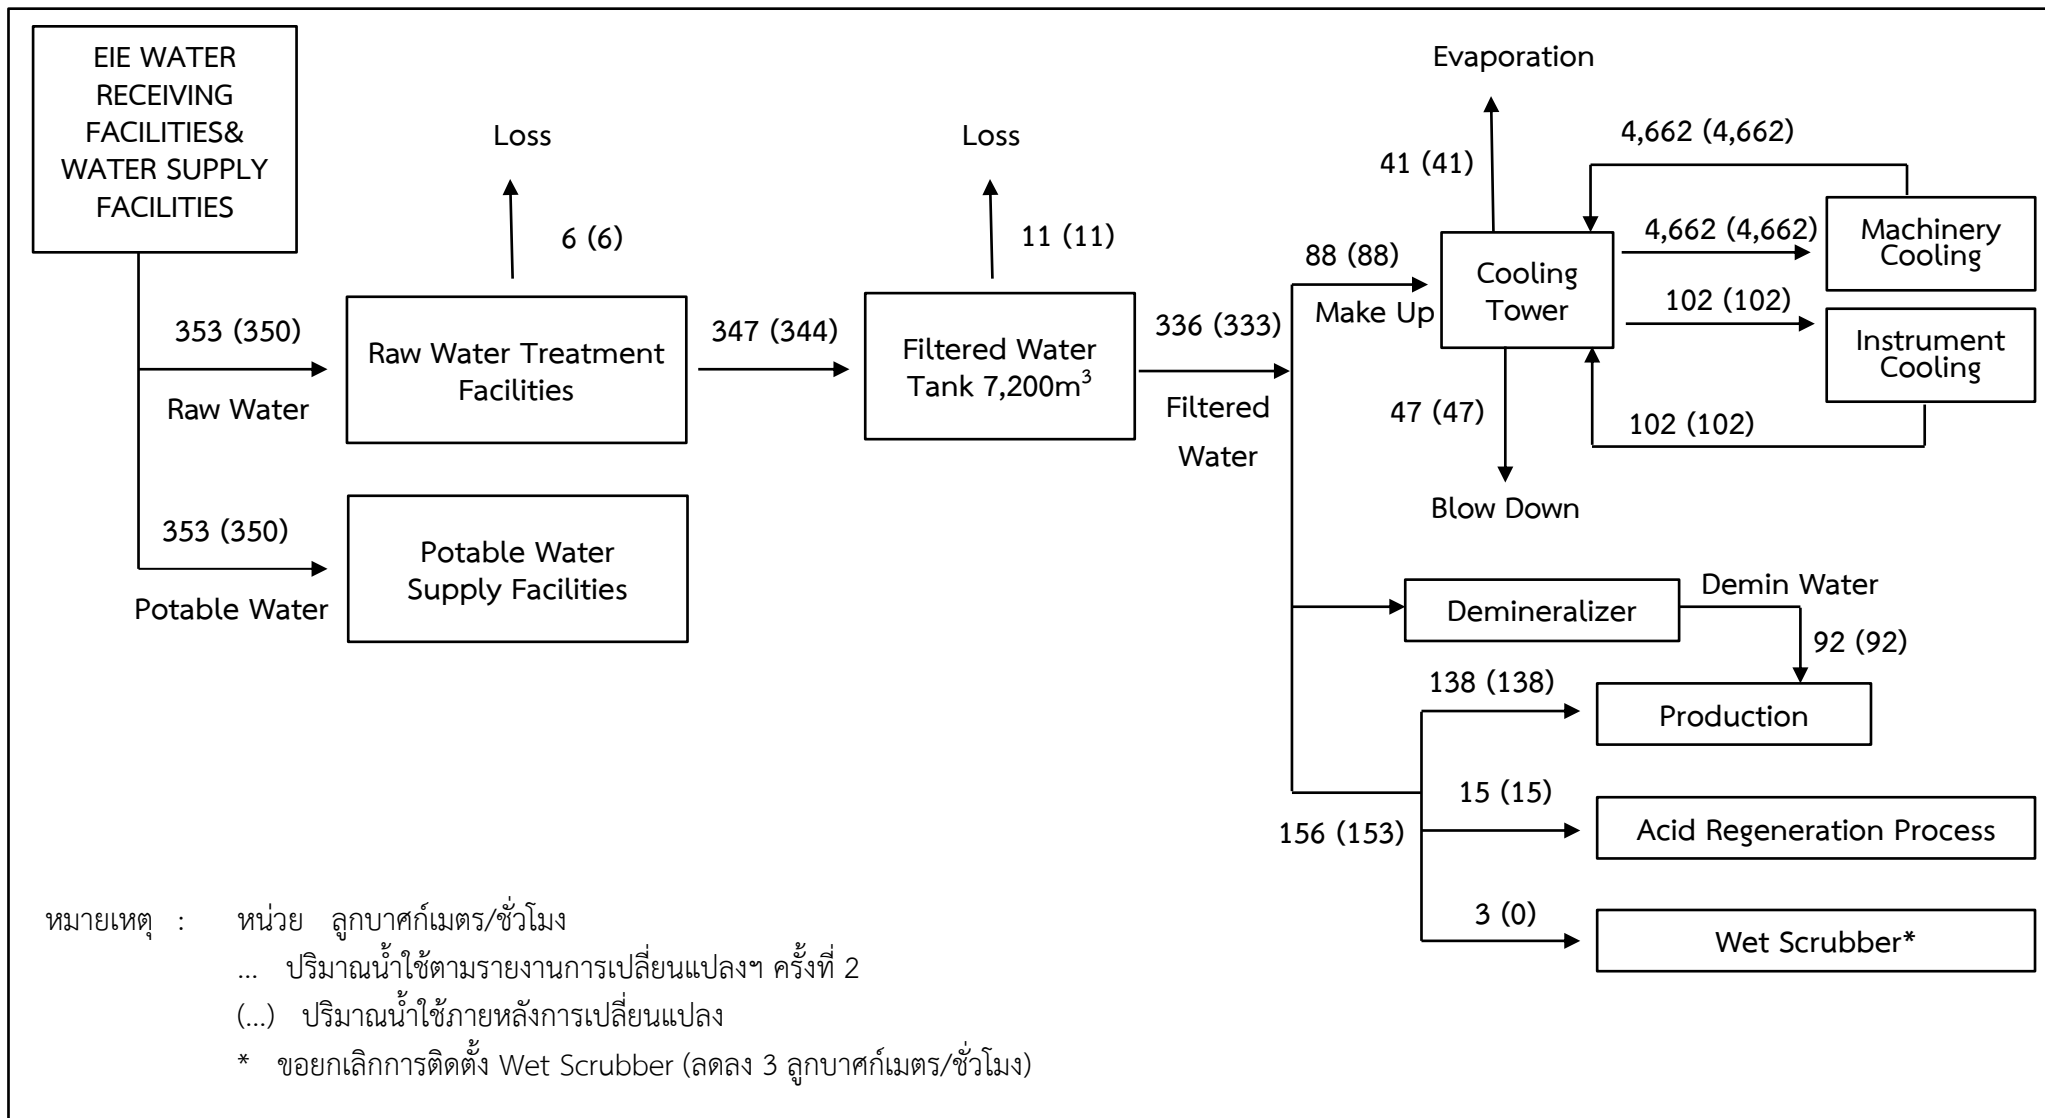 EIE WATER
RECEIVING
FACILITIES&
WATER SUPPLY
FACILITIES
353 (350)
Raw Water
353 (350)
Potable Water
Loss
6 (6)
Raw Water Treatment
Facilities
Potable Water
Supply Facilities
347 (344)
Loss
11 (11)
Filtered Water
Tank 7,200m³
336 (333)
Filtered
Water
88 (88)
Make Up
Evaporation
41 (41)
Cooling
Tower
47 (47)
Blow Down
4,662 (4,662)
4,662 (4,662)
Machinery
Cooling
102 (102)
Instrument
Cooling
102 (102)
Demineralizer
Demin Water
92 (92)
138 (138)
Production
156 (153)
15 (15)
Acid Regeneration Process
3 (0)
Wet Scrubber*
หมายเหตุ : หน่วย ลูกบาศก์เมตร/ชั่วโมง
... ปริมาณน้ำใช้ตามรายงานการเปลี่ยนแปลงฯ ครั้งที่ 2
(...) ปริมาณน้ำใช้ภายหลังการเปลี่ยนแปลง
* ขอยกเลิกการติดตั้ง Wet Scrubber (ลดลง 3 ลูกบาศก์เมตร/ชั่วโมง)